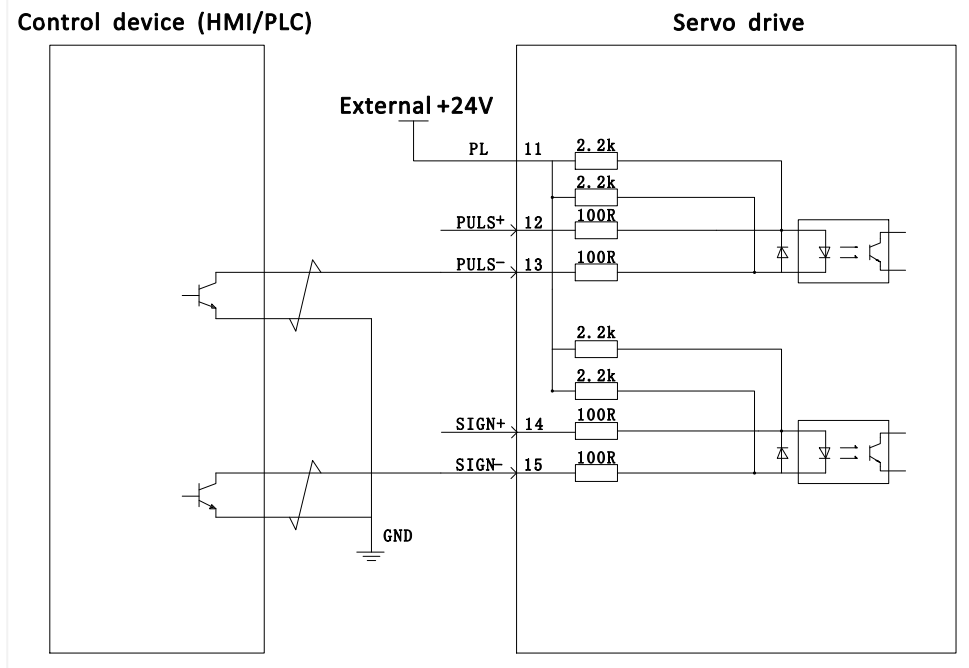 Control device (HMI/PLC)
Servo drive
External +24V
PL 11 2.2k
2.2k
PULS+ 12 100R
PULS- 13 100R
2.2k
2.2k
SIGN+ 14 100R
SIGN- 15 100R
GND